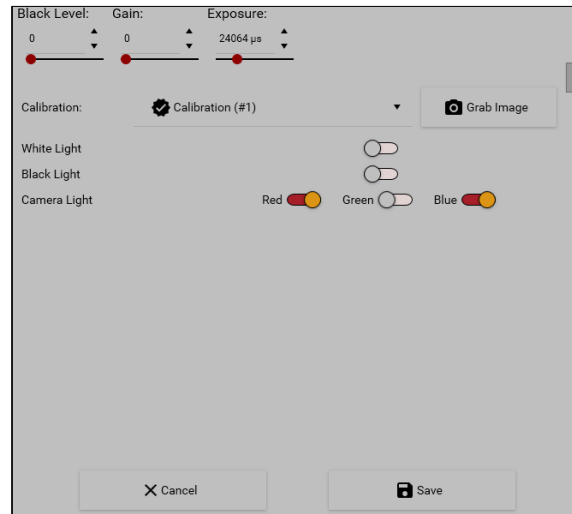 Black Level: Gain: Exposure:
0 0 24064 µs
Calibration: Calibration (#1) Grab Image
White Light
Black Light
Camera Light Red Green Blue
Cancel Save